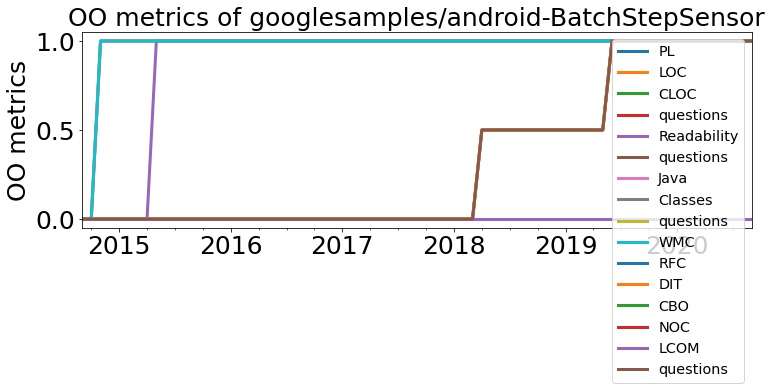 OO metrics of googlesamples/android-BatchStepSensor
OO metrics
1.0
0.5
0.0
2015 2016 2017 2018 2019 2020
PL
LOC
CLOC
questions
Readability
questions
Java
Classes
questions
WMC
RFC
DIT
CBO
NOC
LCOM
questions